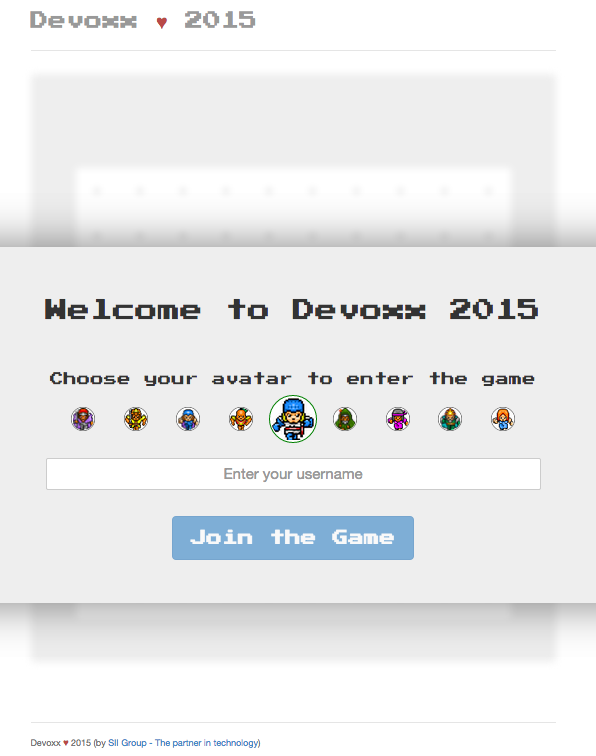 Devoxx ♥ 2015
Welcome to Devoxx 2015
Choose your avatar to enter the game
Enter your username
Join the Game
Devoxx ♥ 2015 (by SII Group - The partner in technology)